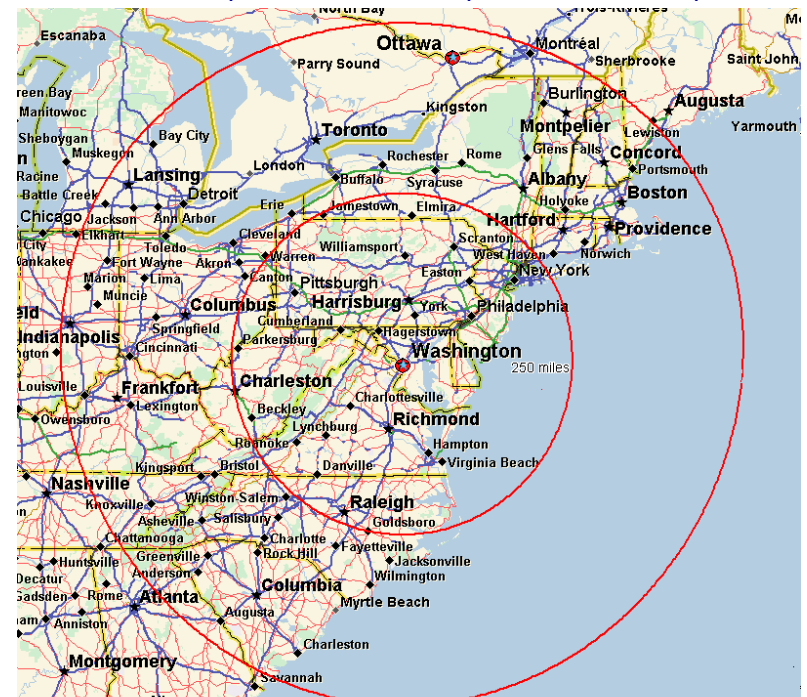 North Bay
Trois-Rivières
Escanaba
Ottawa
Montréal
Parry Sound
Sherbrooke
Saint John,
reen Bay
Kingston
Burlington
Augusta
Manitowoc
Montpelier
Lewiston
Yarmouth
Sheboygan
Bay City
Toronto
Muskegon
Rochester
Rome
Glens Falls
Concord
London
Portsmouth
Racine
Lansing
Buffalo
Syracuse
Albany
Battle Creek
Detroit
Holyoke
Boston
Chicago
Jackson
Ann Arbor
Erie
Jamestown
Elmira
Hartford
Providence
City
Elkhart
Toledo
Cleveland
Scranton
Norwich
ankakee
Fort Wayne
Akron
Warren
Williamsport
West Haven
Marion
Lima
Canton
Pittsburgh
Easton
New York
Muncie
Columbus
Harrisburg
York
Philadelphia
Cumberland
Hagerstown
Indianapolis
Springfield
Parkersburg
Washington
ngton
Cincinnati
250 miles
Louisville
Frankfort
Charleston
Charlottesville
Owensboro
Lexington
Beckley
Richmond
Lynchburg
Roanoke
Hampton
Kingsport
Bristol
Danville
Virginia Beach
Nashville
Winston-Salem
Knoxville
Raleigh
Asheville
Salisbury
Goldsboro
Chattanooga
Charlotte
Fayetteville
Huntsville
Greenville
Rock Hill
Jacksonville
Decatur
Anderson
Wilmington
Gadsden
Rome
Atlanta
Columbia
Myrtle Beach
am
Anniston
Augusta
Charleston
Montgomery
Savannah